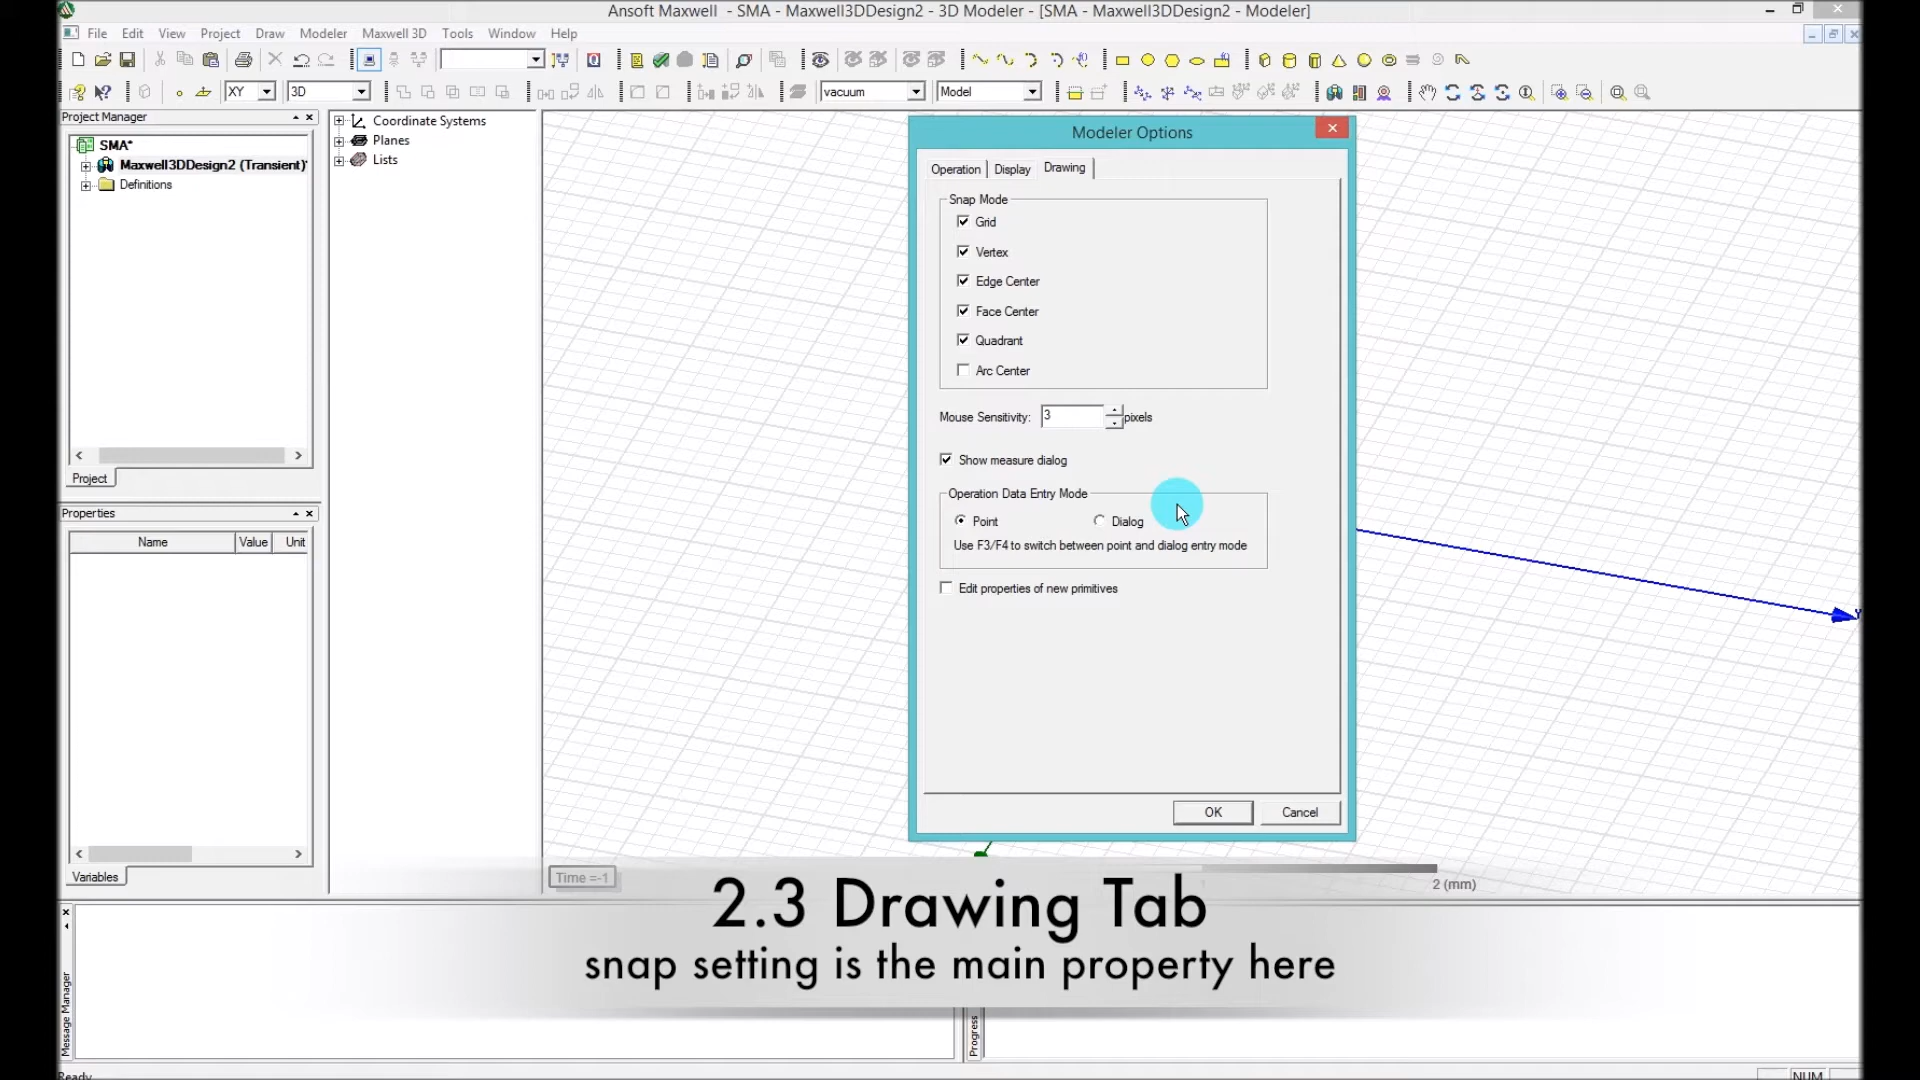 Ansoft Maxwell - SMA - Maxwell3DDesign2 - 3D Modeler - [SMA - Maxwell3DDesign2 - Modeler]
File Edit View Project Draw Modeler Maxwell 3D Tools Window Help
XY 3D vacuum Model
Project Manager
SMA*
Maxwell3DDesign2 (Transient)*
Definitions
Project
Coordinate Systems
Planes
Lists
Properties
Name Value Unit
Variables
Modeler Options
Operation Display Drawing
Snap Mode
Grid
Vertex
Edge Center
Face Center
Quadrant
Arc Center
Mouse Sensitivity: 3 pixels
Show measure dialog
Operation Data Entry Mode
Point Dialog
Use F3/F4 to switch between point and dialog entry mode
Edit properties of new primitives
OK Cancel
Y
Time =-1
2 (mm)
2.3 Drawing Tab
snap setting is the main property here
Message Manager
Progress
Ready
NUM